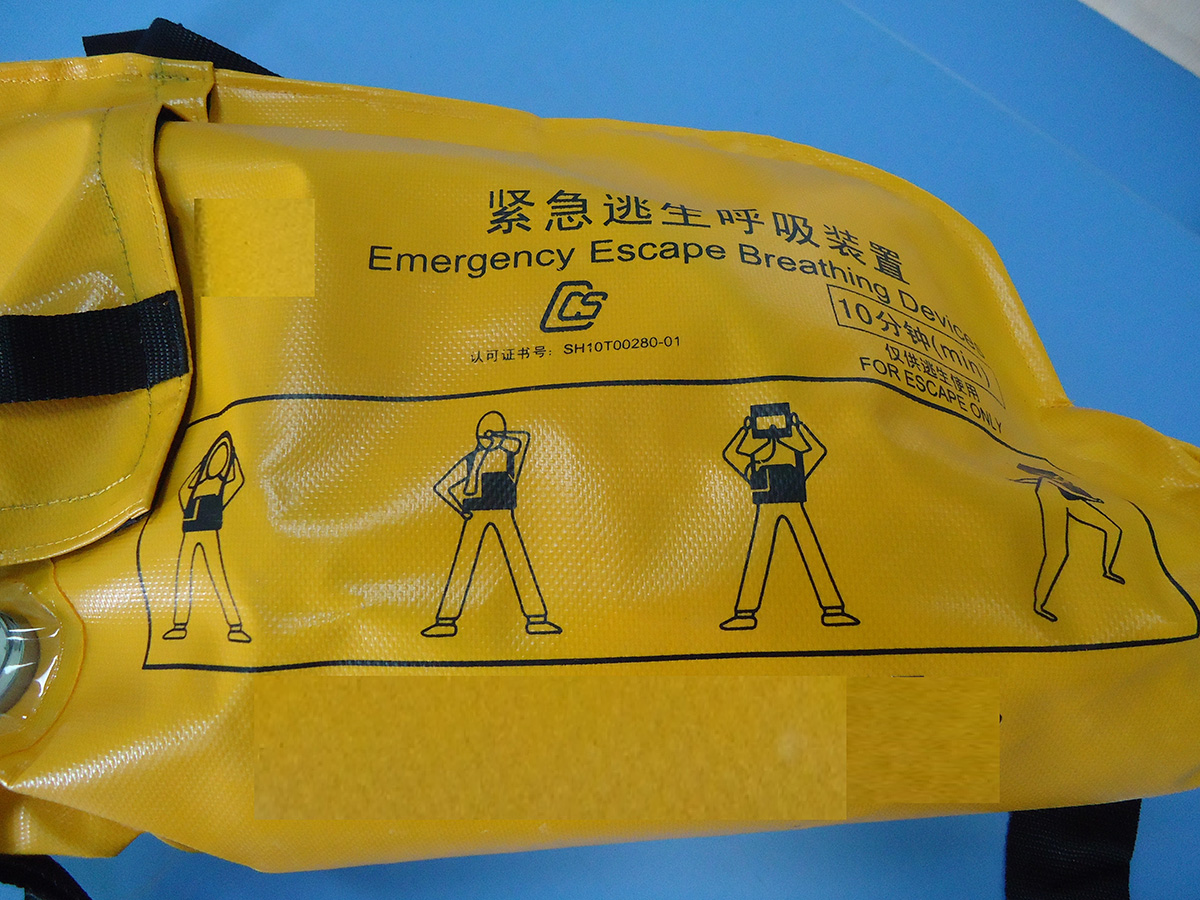 紧急逃生呼吸装置
Emergency Escape Breathing Devices
CCS
认可证书号: SH10T00280-01
10分钟(min)
仅供逃生使用
FOR ESCAPE ONLY